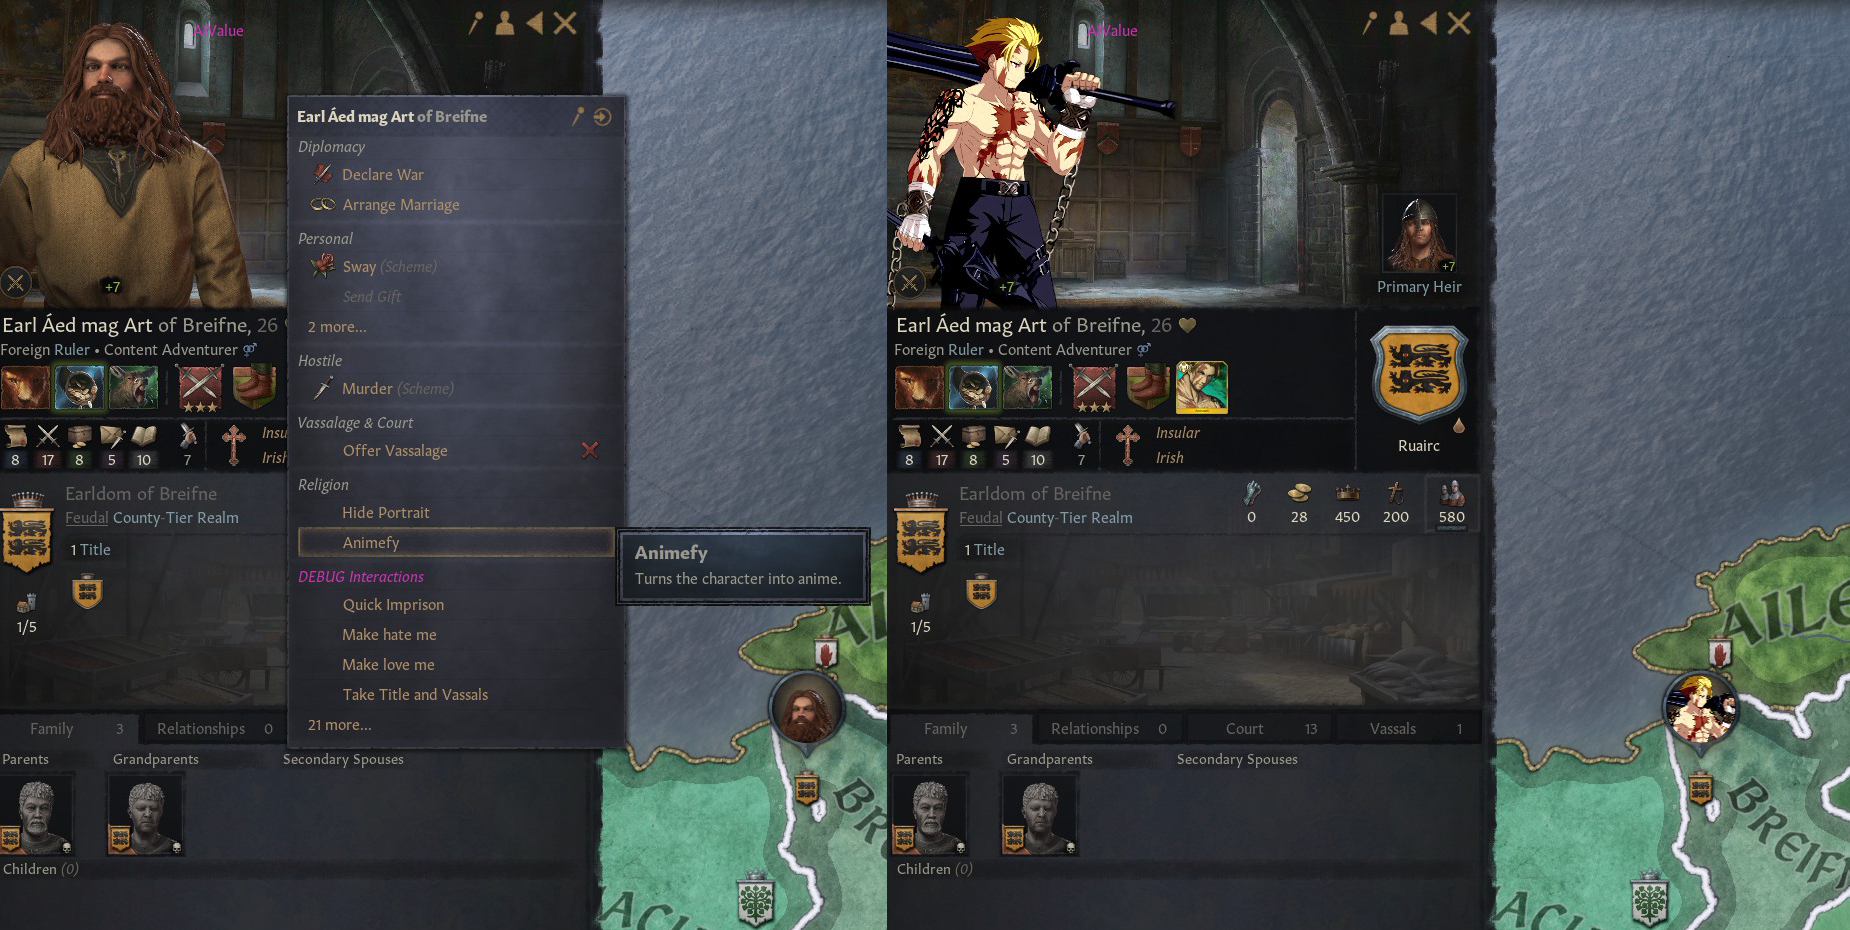 AIValue
+7
Earl Áed mag Art of Breifne
Diplomacy
Declare War
Arrange Marriage
Personal
Sway (Scheme)
Send Gift
2 more...
Hostile
Murder (Scheme)
Vassalage & Court
Offer Vassalage
Religion
Hide Portrait
Animefy
DEBUG Interactions
Quick Imprison
Make hate me
Make love me
Take Title and Vassals
21 more...
Animefy
Turns the character into anime.
Earl Áed mag Art of Breifne, 26
Foreign Ruler • Content Adventurer
8 17 8 5 10 7
Insu
Irish
Earldom of Breifne
Feudal County-Tier Realm
1 Title
1/5
Family 3 Relationships 0
Parents Grandparents Secondary Spouses
Children (0)
AIValue
+7
+7
Primary Heir
Earl Áed mag Art of Breifne, 26
Foreign Ruler • Content Adventurer
8 17 8 5 10 7
Insular
Irish
Ruairc
Earldom of Breifne
Feudal County-Tier Realm
0 28 450 200 580
1 Title
1/5
Family 3 Relationships 0 Court 13 Vassals 1
Parents Grandparents Secondary Spouses
Children (0)
AILE
BREIF